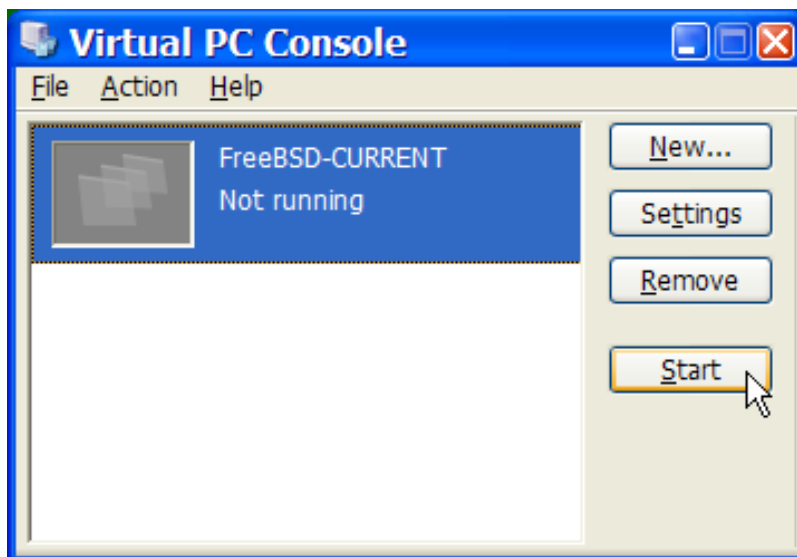 Virtual PC Console
File Action Help
FreeBSD-CURRENT
Not running
New...
Settings
Remove
Start